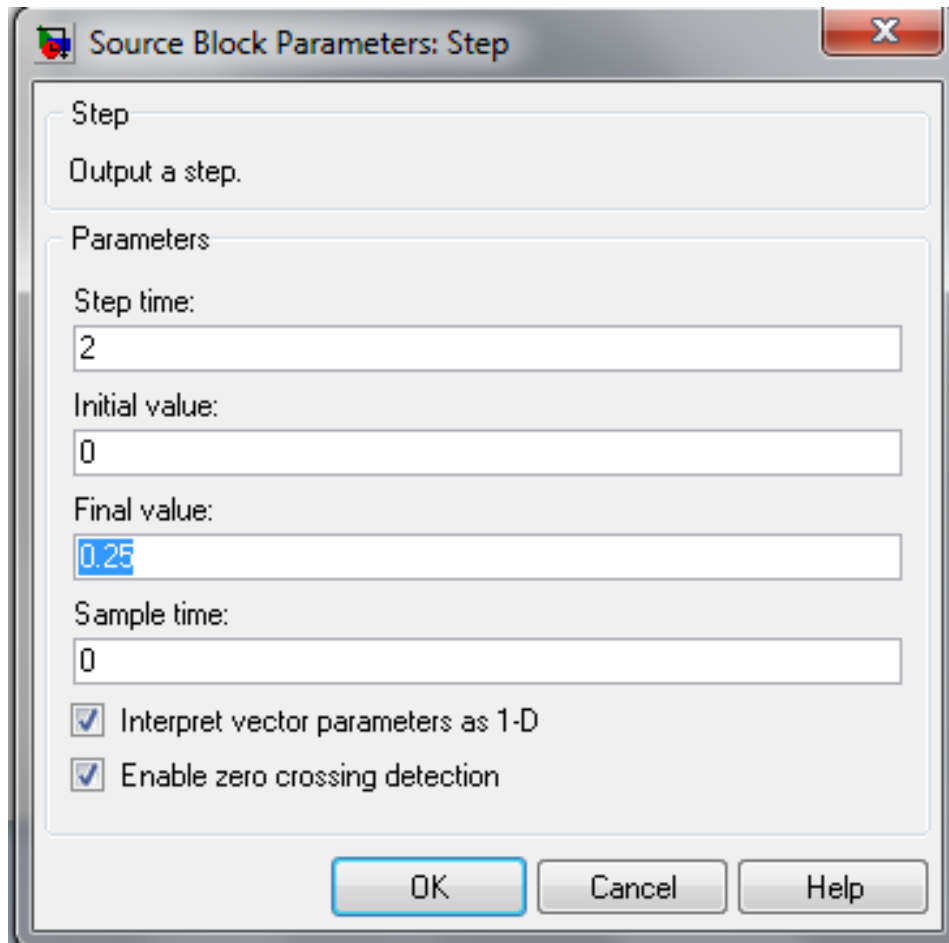 Source Block Parameters: Step
Step
Output a step.
Parameters
Step time:
2
Initial value:
0
Final value:
0.25
Sample time:
0
Interpret vector parameters as 1-D
Enable zero crossing detection
OK Cancel Help